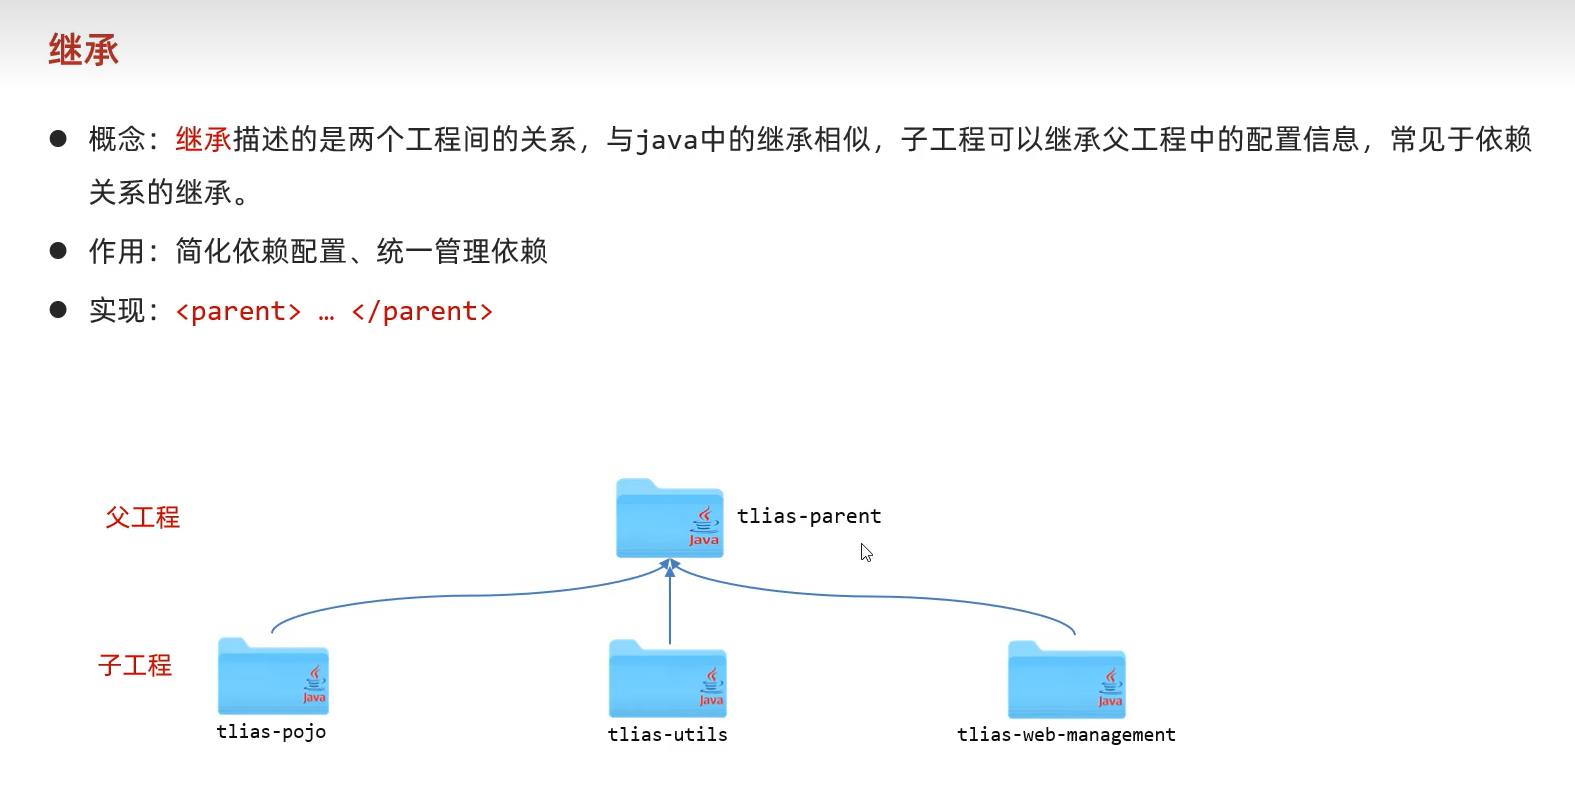 继承
概念：继承描述的是两个工程间的关系，与java中的继承相似，子工程可以继承父工程中的配置信息，常见于依赖
关系的继承。
作用：简化依赖配置、统一管理依赖
实现：<parent> … </parent>
父工程
Java
tlias-parent
子工程
Java
Java
Java
tlias-pojo
tlias-utils
tlias-web-management